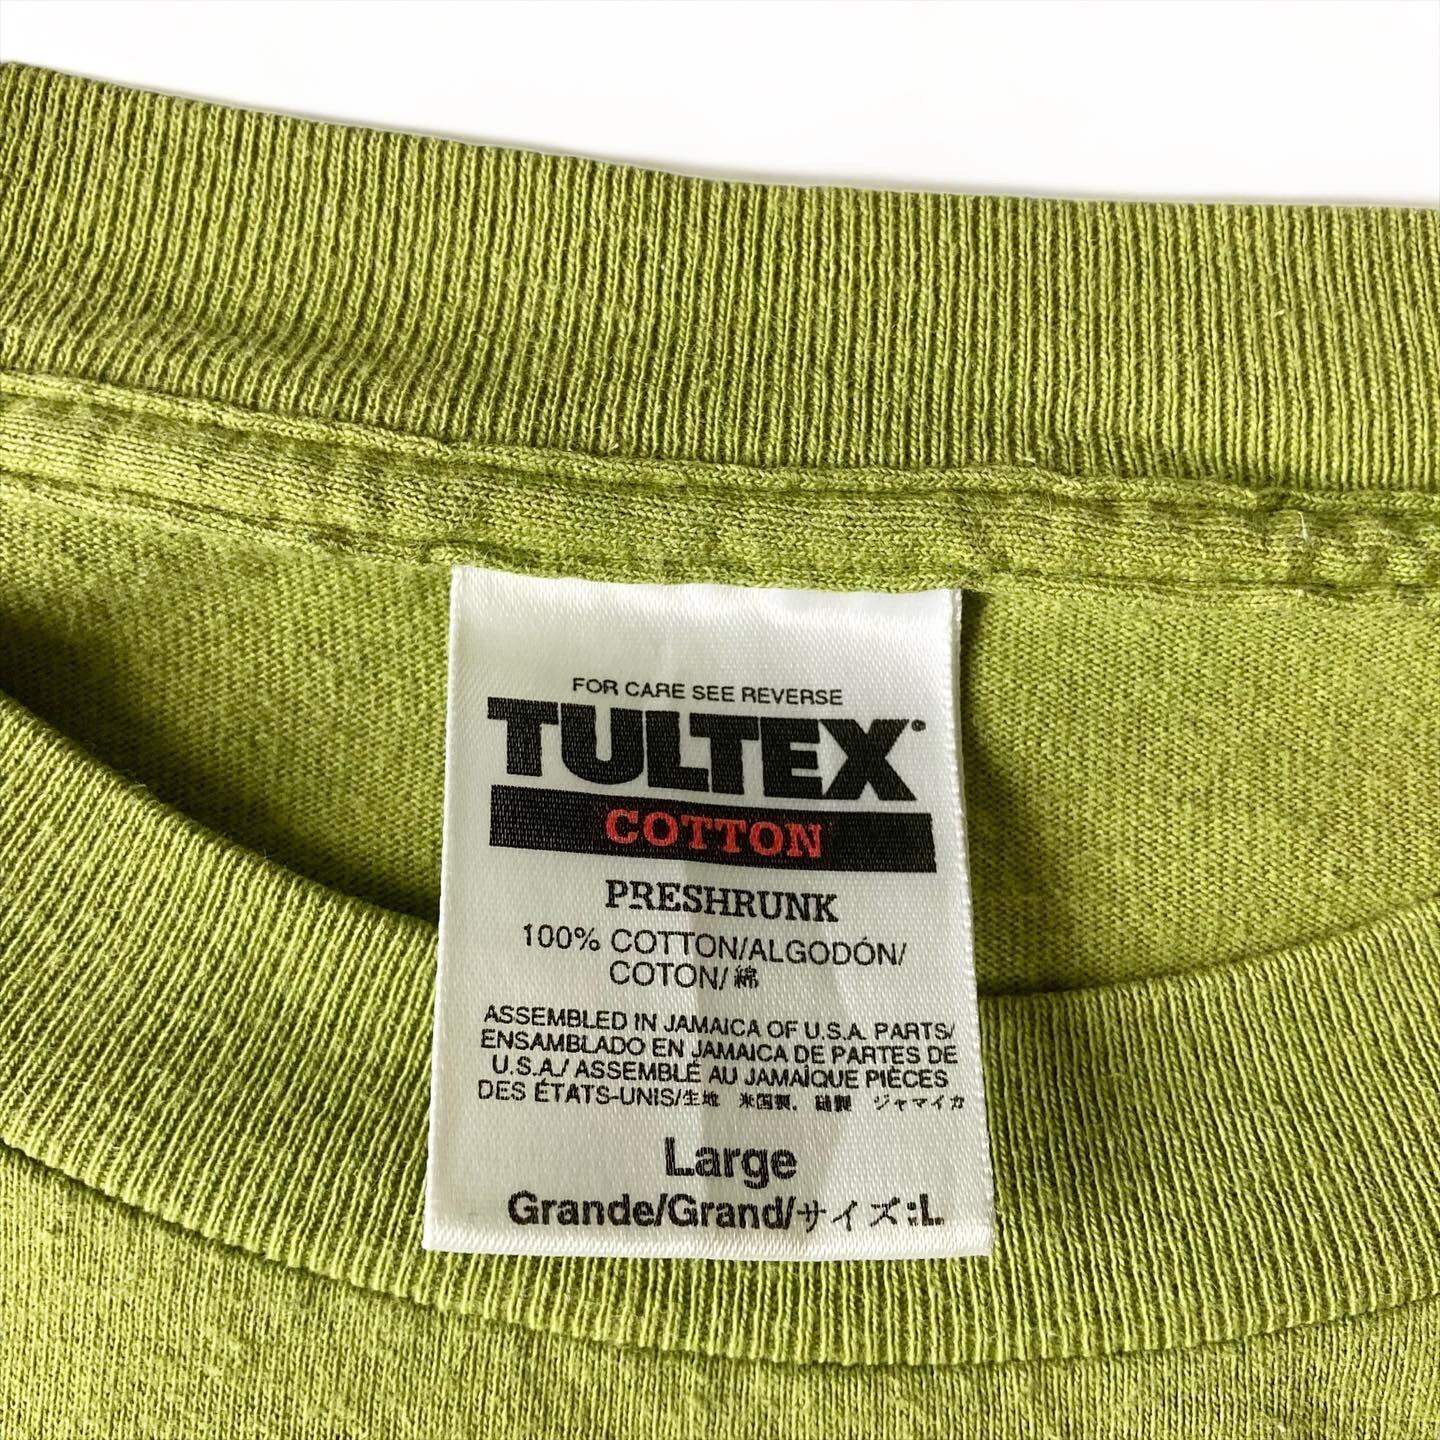 FOR CARE SEE REVERSE
TULTEX®
COTTON
PRESHRUNK
100% COTTON/ALGODÓN/
COTON/綿
ASSEMBLED IN JAMAICA OF U.S.A. PARTS/
ENSAMBLADO EN JAMAICA DE PARTES DE
U.S.A./ ASSEMBLÉ AU JAMAÏQUE PIÈCES
DES ÉTATS-UNIS/生地 米国製, 縫製 ジャマイカ
Large
Grande/Grand/サイズ:L